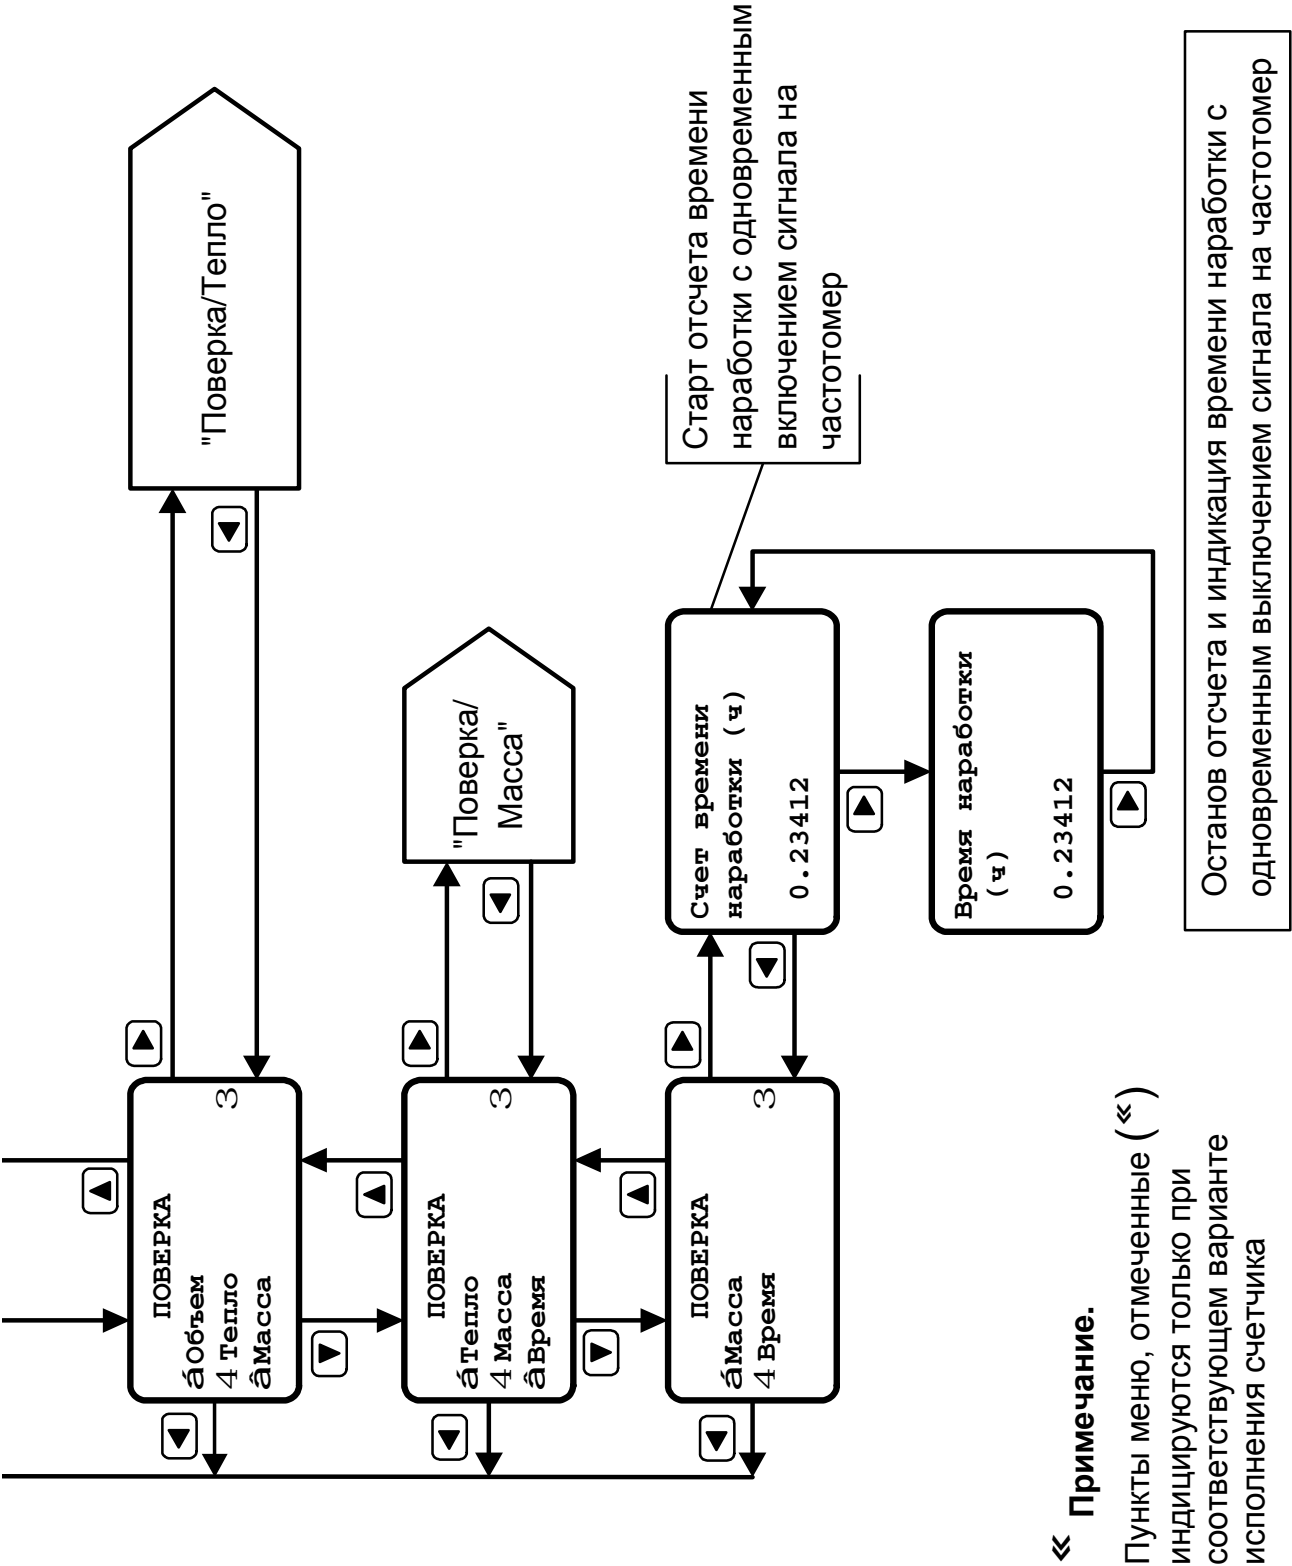 ПОВЕРКА
áОбъем
4 Тепло 3
âМасса
"Поверка/Тепло"
ПОВЕРКА
áТепло
4 Масса 3
âВремя
"Поверка/
Масса"
ПОВЕРКА
áМасса
4 Время 3
Счет времени
наработки (ч)
0.23412
Старт отсчета времени
наработки с одновременным
включением сигнала на
частотомер
Время наработки
(ч)
0.23412
« Примечание.
Пункты меню, отмеченные («)
индицируются только при
соответствующем варианте
исполнения счетчика
Останов отсчета и индикация времени наработки с
одновременным выключением сигнала на частотомер